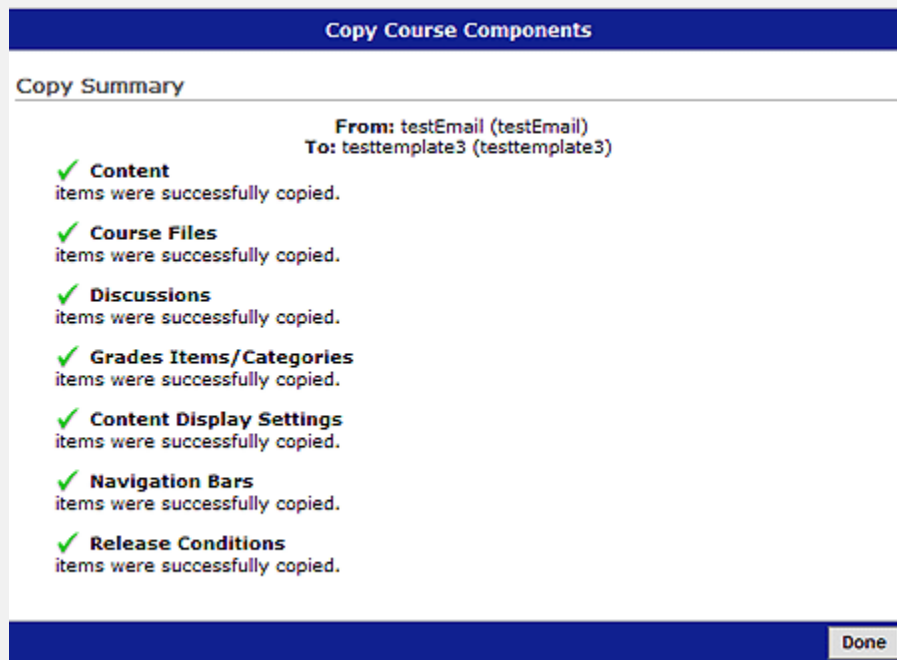 Copy Course Components
Copy Summary
From: testEmail (testEmail)
To: testtemplate3 (testtemplate3)
Content
items were successfully copied.
Course Files
items were successfully copied.
Discussions
items were successfully copied.
Grades Items/Categories
items were successfully copied.
Content Display Settings
items were successfully copied.
Navigation Bars
items were successfully copied.
Release Conditions
items were successfully copied.
Done